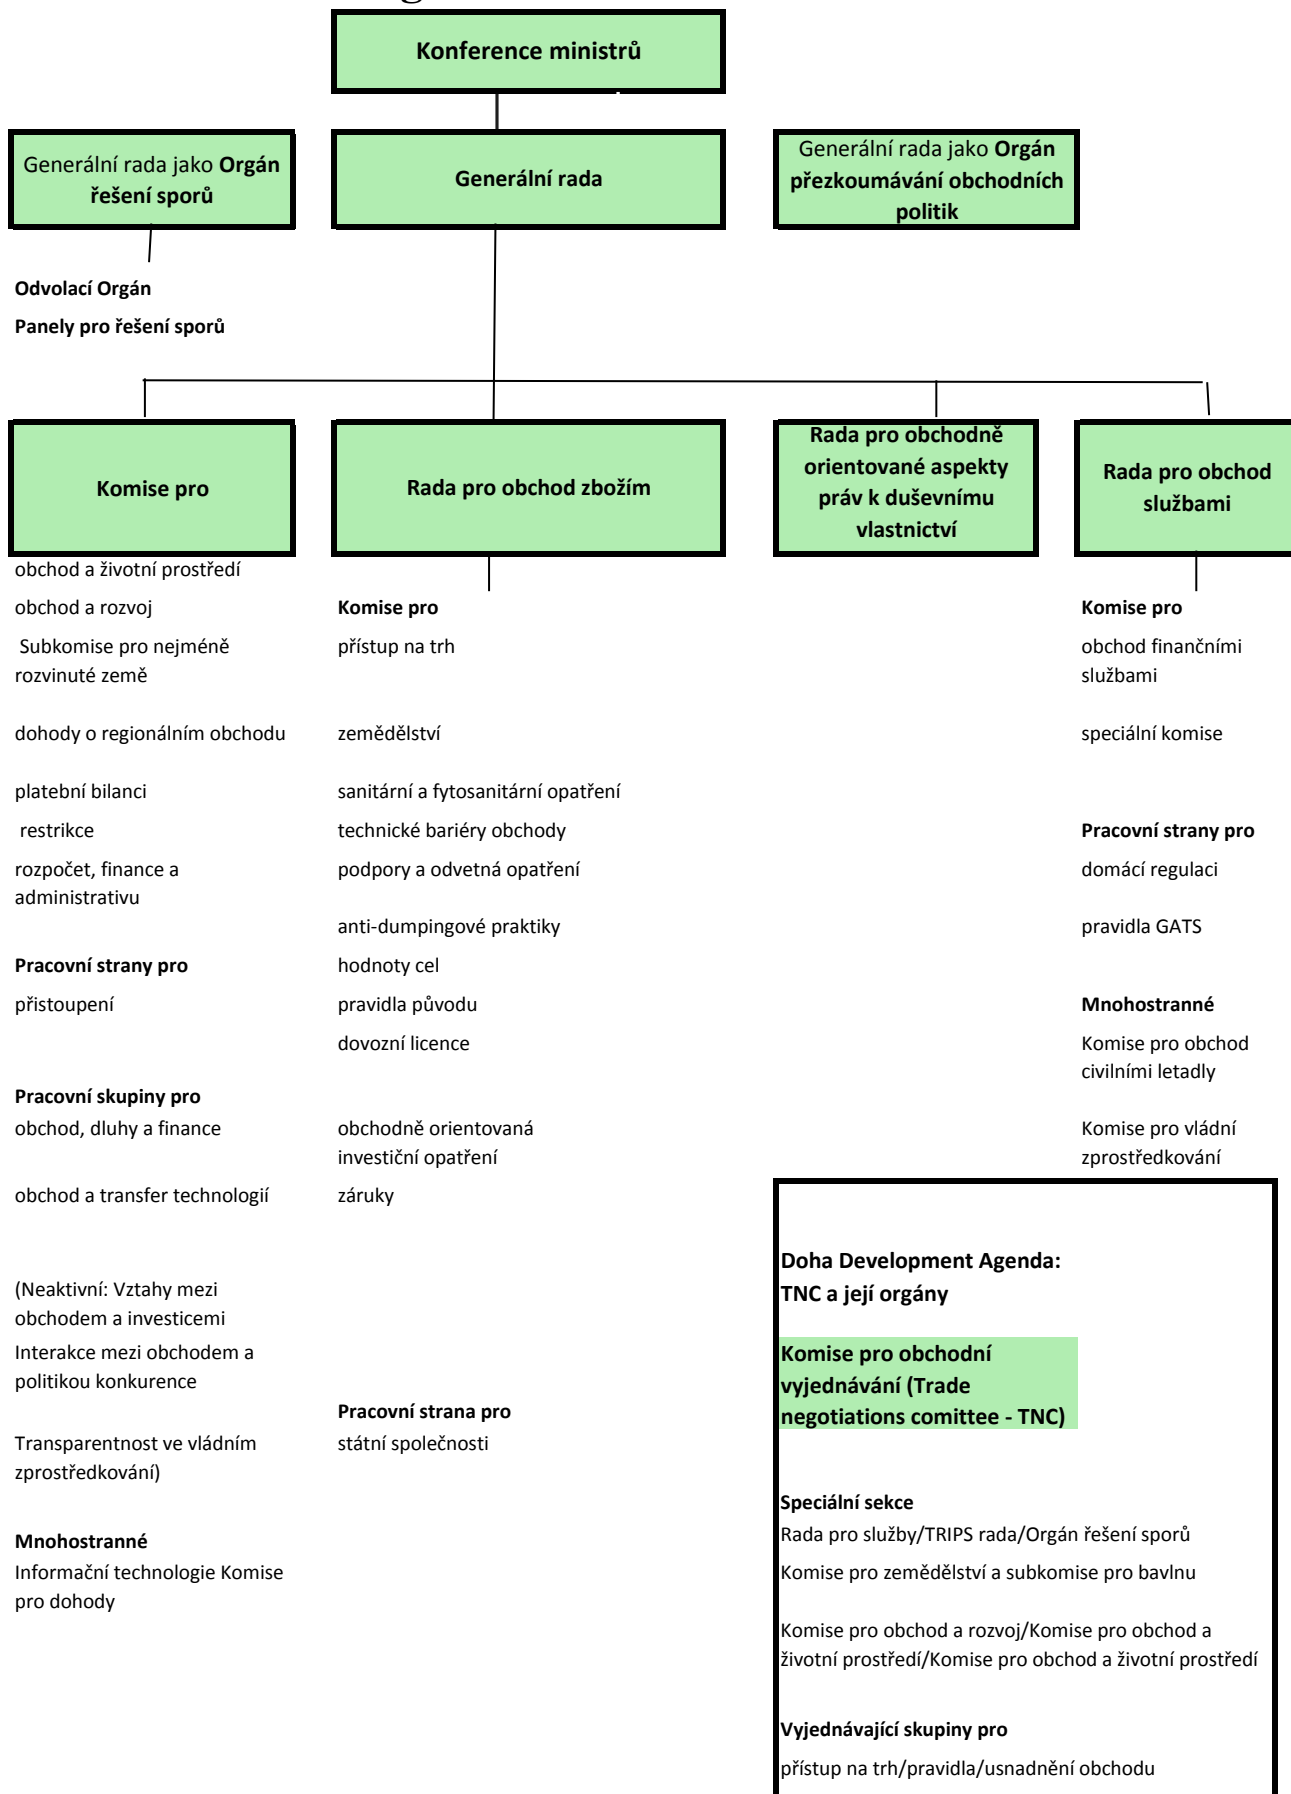 Konference ministrů
Generální rada jako Orgán
řešení sporů
Generální rada
Generální rada jako Orgán
přezkoumávání obchodních
politik
Odvolací Orgán
Panely pro řešení sporů
Komise pro
Rada pro obchod zbožím
Rada pro obchodně
orientované aspekty
práv k duševnímu
vlastnictví
Rada pro obchod
službami
obchod a životní prostředí
obchod a rozvoj
Subkomise pro nejméně
rozvinuté země
dohody o regionálním obchodu
platební bilanci
restrikce
rozpočet, finance a
administrativu
Pracovní strany pro
přistoupení
Pracovní skupiny pro
obchod, dluhy a finance
obchod a transfer technologií
(Neaktivní: Vztahy mezi
obchodem a investicemi
Interakce mezi obchodem a
politikou konkurence
Transparentnost ve vládním
zprostředkování)
Mnohostranné
Informační technologie Komise
pro dohody
Komise pro
přístup na trh
zemědělství
sanitární a fytosanitární opatření
technické bariéry obchody
podpory a odvetná opatření
anti-dumpingové praktiky
hodnoty cel
pravidla původu
dovozní licence
obchodně orientovaná
investiční opatření
záruky
Pracovní strana pro
státní společnosti
Komise pro
obchod finančními
službami
speciální komise
Pracovní strany pro
domácí regulaci
pravidla GATS
Mnohostranné
Komise pro obchod
civilními letadly
Komise pro vládní
zprostředkování
Doha Development Agenda:
TNC a její orgány
Komise pro obchodní
vyjednávání (Trade
negotiations comittee - TNC)
Speciální sekce
Rada pro služby/TRIPS rada/Orgán řešení sporů
Komise pro zemědělství a subkomise pro bavlnu
Komise pro obchod a rozvoj/Komise pro obchod a
životní prostředí/Komise pro obchod a životní prostředí
Vyjednávající skupiny pro
přístup na trh/pravidla/usnadnění obchodu